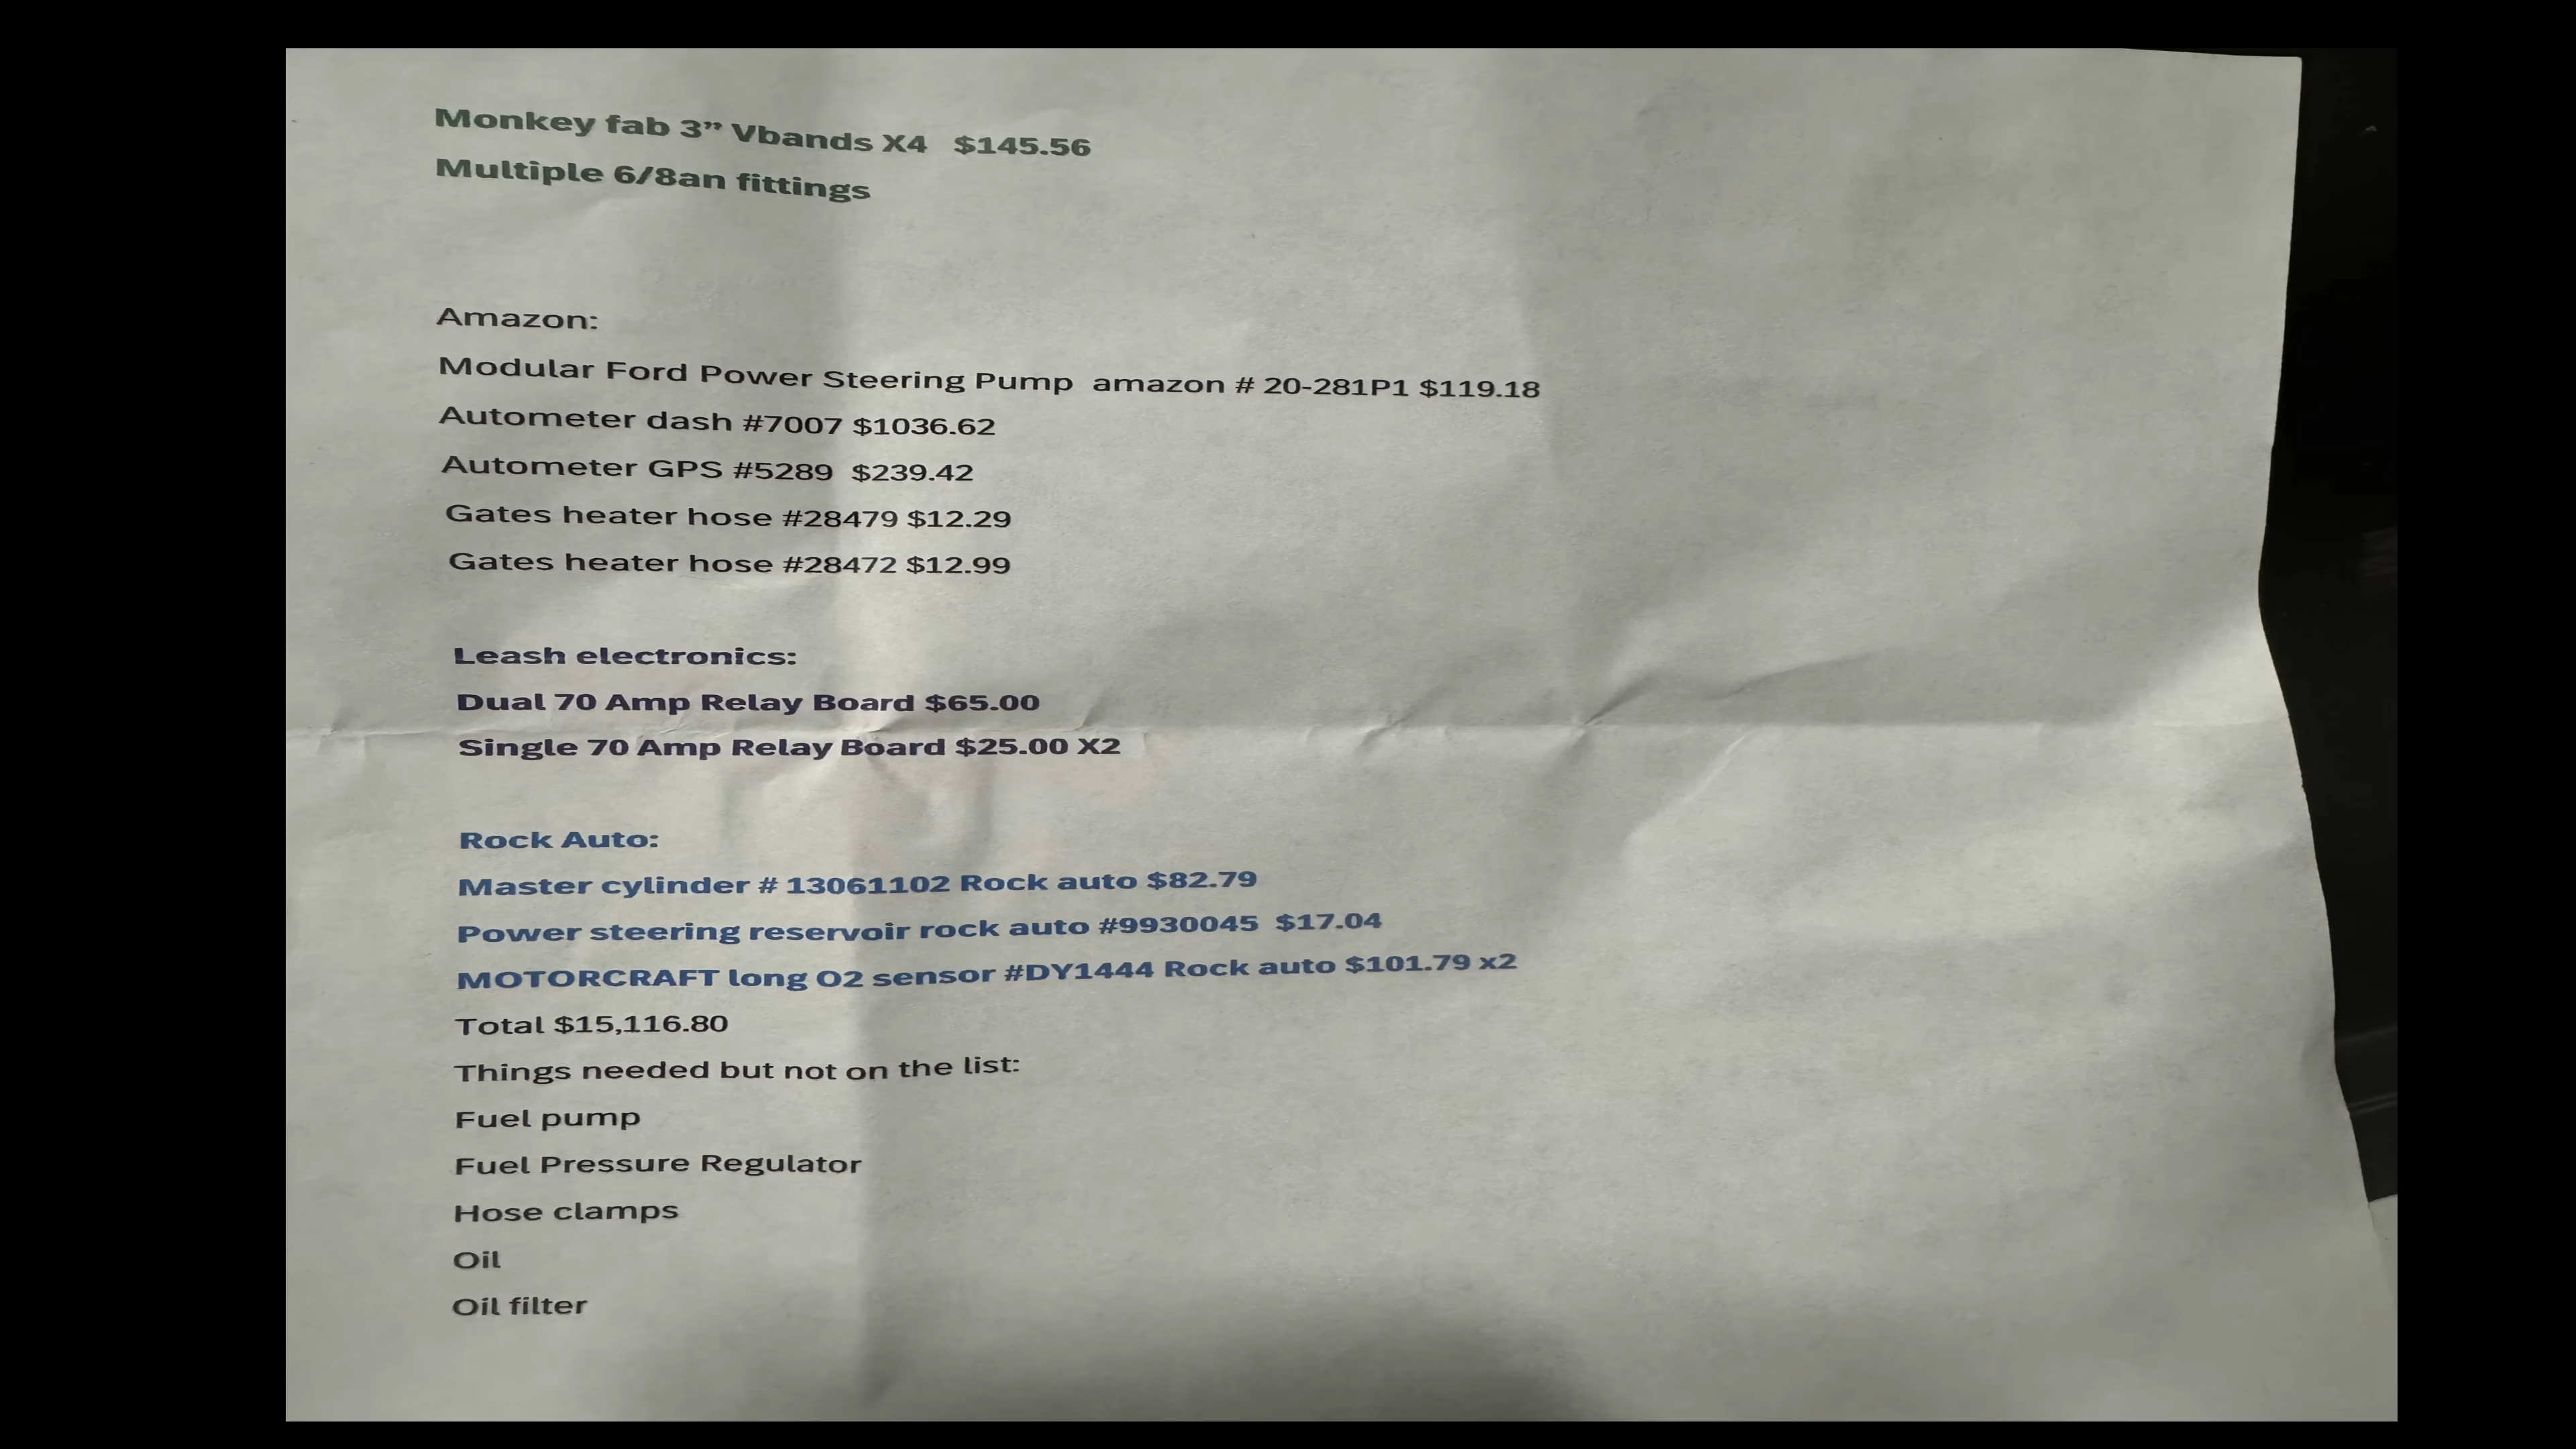 Monkey fab 3” Vbands X4 $145.56
Multiple 6/8an fittings
Amazon:
Modular Ford Power Steering Pump amazon # 20-281P1 $119.18
Autometer dash #7007 $1036.62
Autometer GPS #5289 $239.42
Gates heater hose #28479 $12.29
Gates heater hose #28472 $12.99
Leash electronics:
Dual 70 Amp Relay Board $65.00
Single 70 Amp Relay Board $25.00 X2
Rock Auto:
Master cylinder # 13061102 Rock auto $82.79
Power steering reservoir rock auto #9930045 $17.04
MOTORCRAFT long O2 sensor #DY1444 Rock auto $101.79 x2
Total $15,116.80
Things needed but not on the list:
Fuel pump
Fuel Pressure Regulator
Hose clamps
Oil
Oil filter